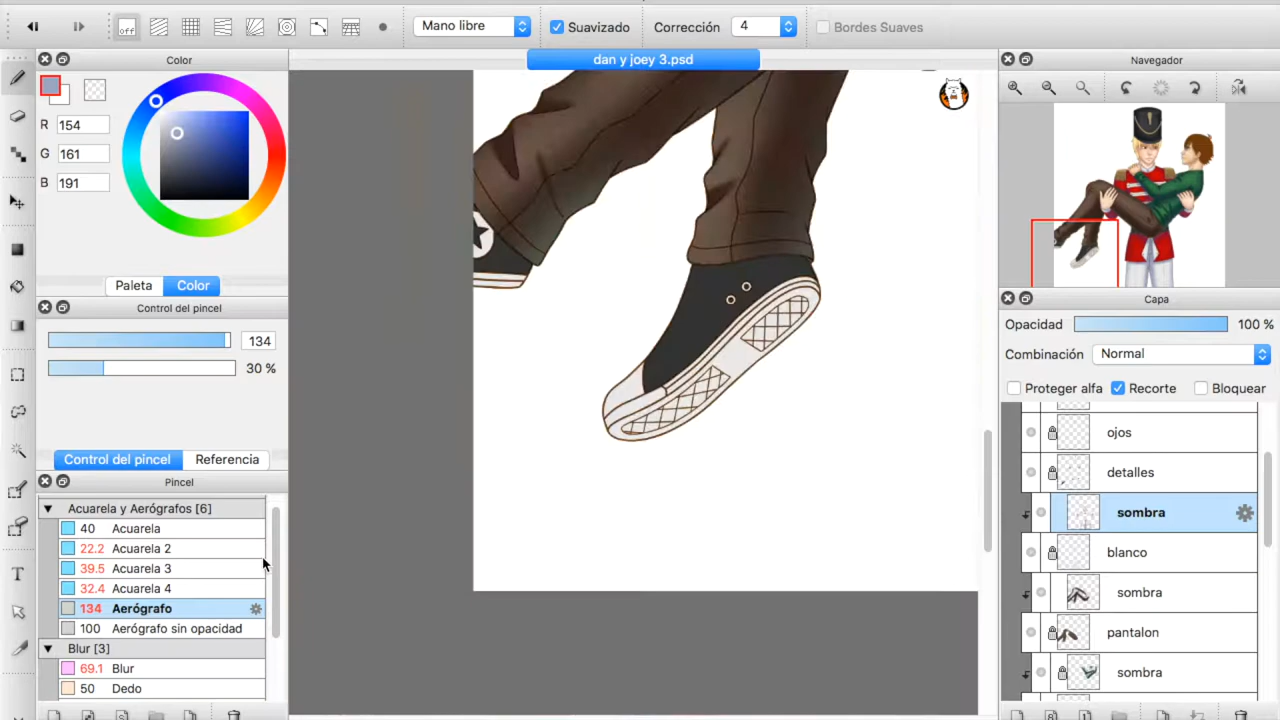 off
Mano libre
Suavizado
Corrección
4
Bordes Suaves
Color
dan y joey 3.psd
Navegador
R 154
G 161
B 191
Paleta
Color
Control del pincel
134
30 %
Control del pincel
Referencia
Pincel
Acuarela y Aerógrafos [6]
40 Acuarela
22.2 Acuarela 2
39.5 Acuarela 3
32.4 Acuarela 4
134 Aerógrafo
100 Aerógrafo sin opacidad
Blur [3]
69.1 Blur
50 Dedo
T
Capa
Opacidad
100 %
Combinación
Normal
Proteger alfa
Recorte
Bloquear
ojos
detalles
sombra
blanco
sombra
pantalon
sombra